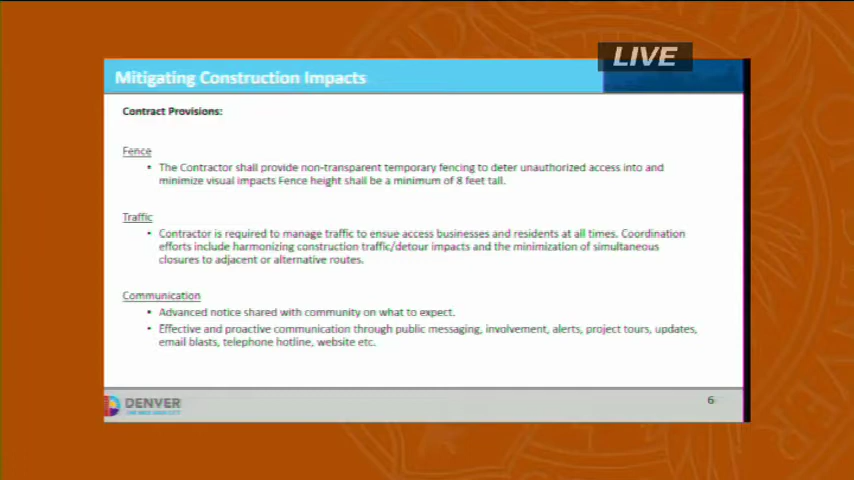 LIVE
Mitigating Construction Impacts
Contract Provisions:
Fence
• The Contractor shall provide non-transparent temporary fencing to deter unauthorized access into and
minimize visual impacts Fence height shall be a minimum of 8 feet tall.
Traffic
• Contractor is required to manage traffic to ensue access businesses and residents at all times. Coordination
efforts include harmonizing construction traffic/detour impacts and the minimization of simultaneous
closures to adjacent or alternative routes.
Communication
• Advanced notice shared with community on what to expect.
• Effective and proactive communication through public messaging, involvement, alerts, project tours, updates,
email blasts, telephone hotline, website etc.
DENVER
THE MILE HIGH CITY
6